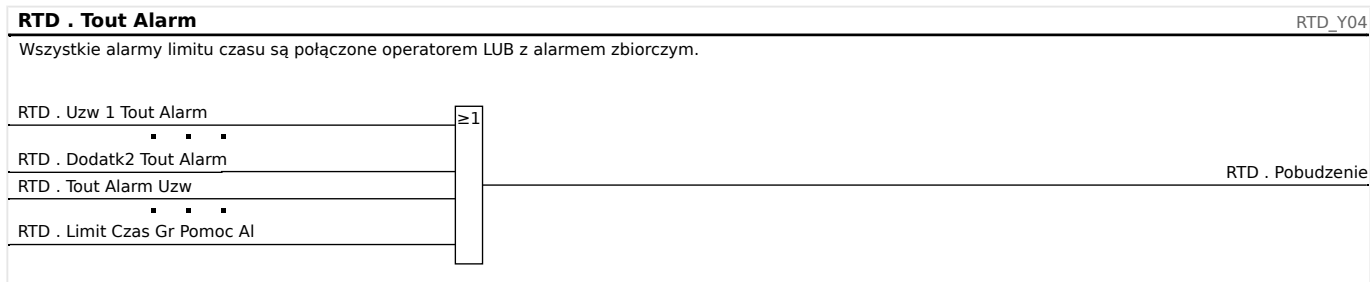 RTD . Tout Alarm
RTD_Y04
Wszystkie alarmy limitu czasu są połączone operatorem LUB z alarmem zbiorczym.
RTD . Uzw 1 Tout Alarm
≥1
RTD . Dodatk2 Tout Alarm
RTD . Pobudzenie
RTD . Tout Alarm Uzw
RTD . Limit Czas Gr Pomoc Al